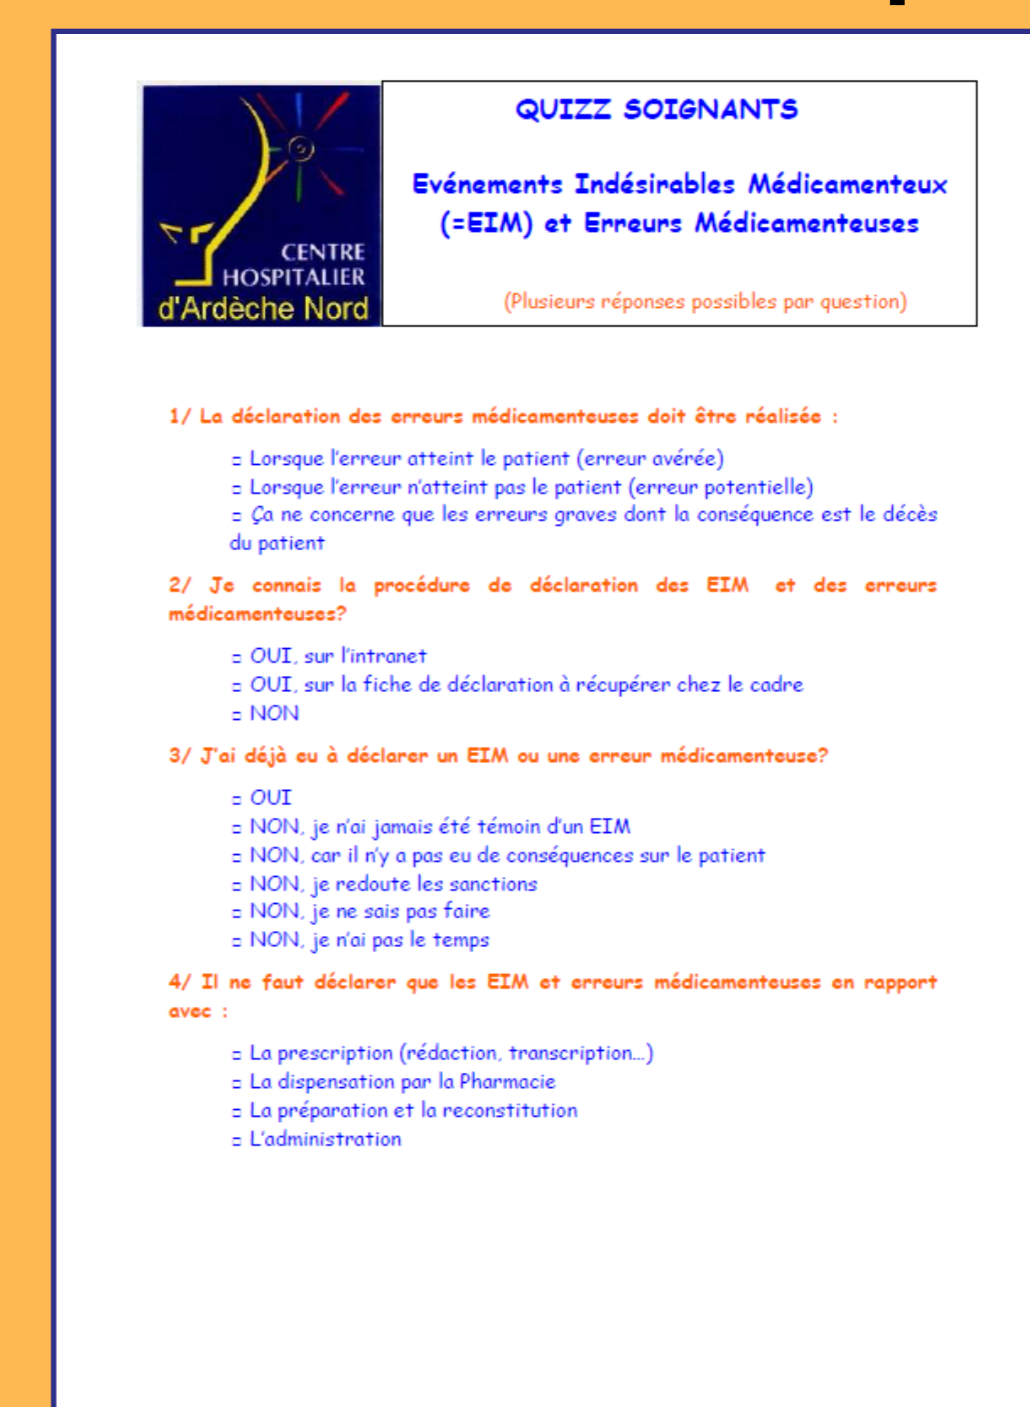 CENTRE
HOSPITALIER
d'Ardèche Nord
QUIZZ SOIGNANTS
Evénements Indésirables Médicamenteux
(=EIM) et Erreurs Médicamenteuses
(Plusieurs réponses possibles par question)
1/ La déclaration des erreurs médicamenteuses doit être réalisée :
□ Lorsque l'erreur atteint le patient (erreur avérée)
□ Lorsque l'erreur n'atteint pas le patient (erreur potentielle)
□ Ça ne concerne que les erreurs graves dont la conséquence est le décès
du patient
2/ Je connais la procédure de déclaration des EIM et des erreurs
médicamenteuses?
□ OUI, sur l'intranet
□ OUI, sur la fiche de déclaration à récupérer chez le cadre
□ NON
3/ J'ai déjà eu à déclarer un EIM ou une erreur médicamenteuse?
□ OUI
□ NON, je n'ai jamais été témoin d'un EIM
□ NON, car il n'y a pas eu de conséquences sur le patient
□ NON, je redoute les sanctions
□ NON, je ne sais pas faire
□ NON, je n'ai pas le temps
4/ Il ne faut déclarer que les EIM et erreurs médicamenteuses en rapport
avec :
□ La prescription (rédaction, transcription…)
□ La dispensation par la Pharmacie
□ La préparation et la reconstitution
□ L'administration